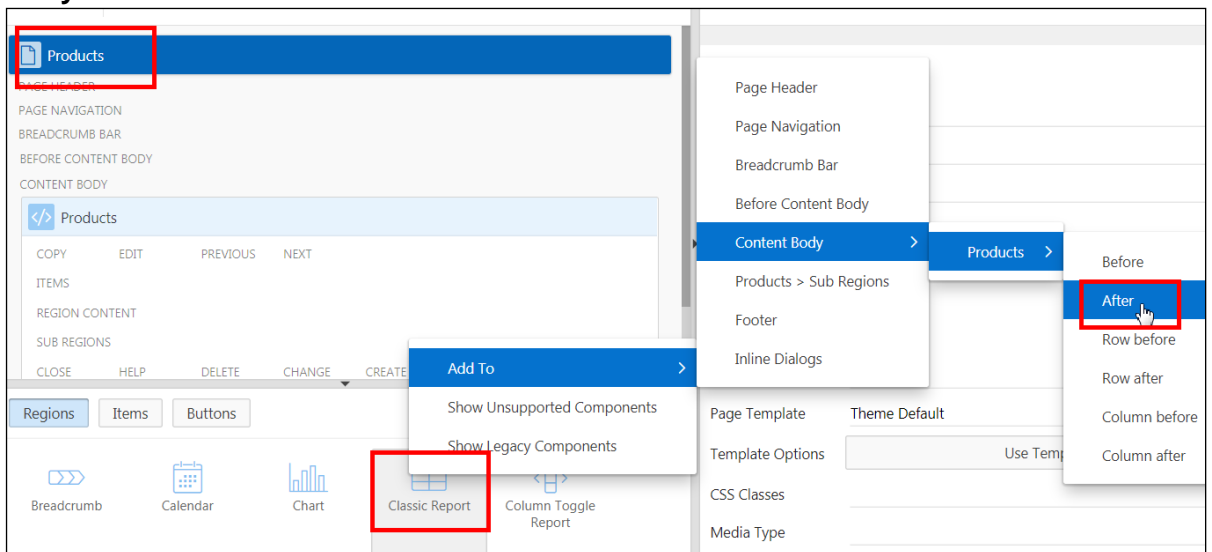 Products
PAGE HEADER
PAGE NAVIGATION
BREADCRUMB BAR
BEFORE CONTENT BODY
CONTENT BODY
Products
COPY EDIT PREVIOUS NEXT
ITEMS
REGION CONTENT
SUB REGIONS
CLOSE HELP DELETE CHANGE CREATE
Regions Items Buttons
Breadcrumb Calendar Chart Classic Report Column Toggle
Report
Add To
Show Unsupported Components
Show Legacy Components
Page Header
Page Navigation
Breadcrumb Bar
Before Content Body
Content Body
Products > Sub Regions
Footer
Inline Dialogs
Products
Before
After
Row before
Row after
Column before
Column after
Page Template Theme Default
Template Options Use Temp
CSS Classes
Media Type